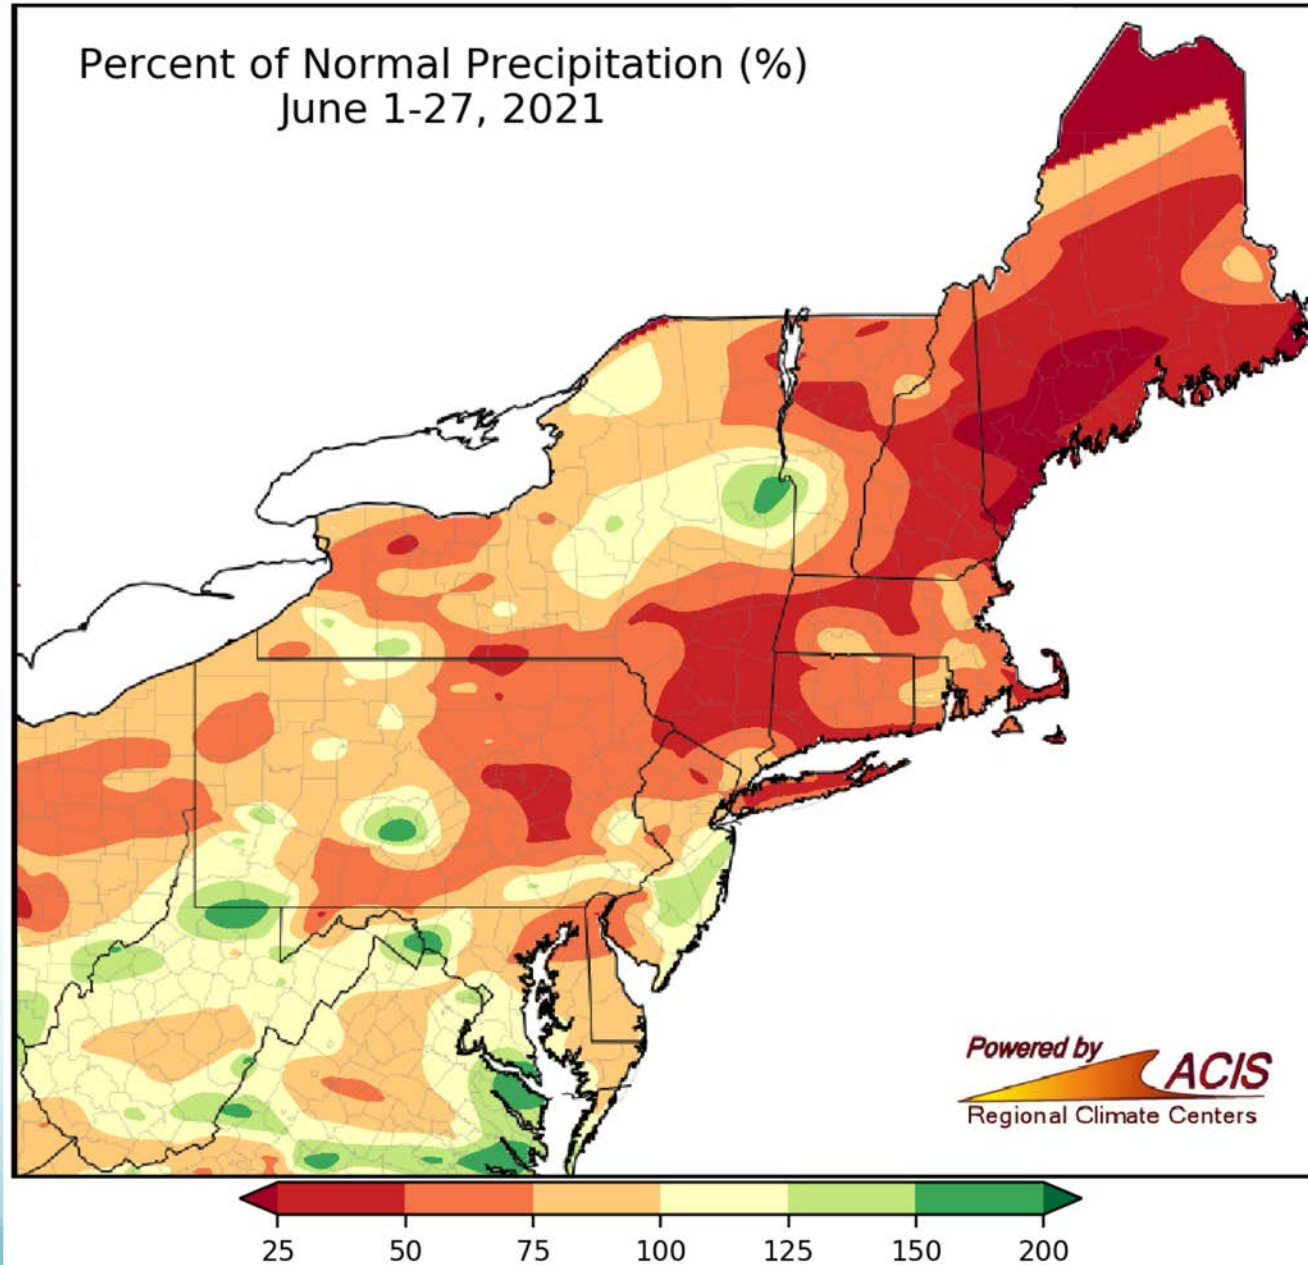 Percent of Normal Precipitation (%)
June 1-27, 2021
Powered by
ACIS
Regional Climate Centers
25 50 75 100 125 150 200